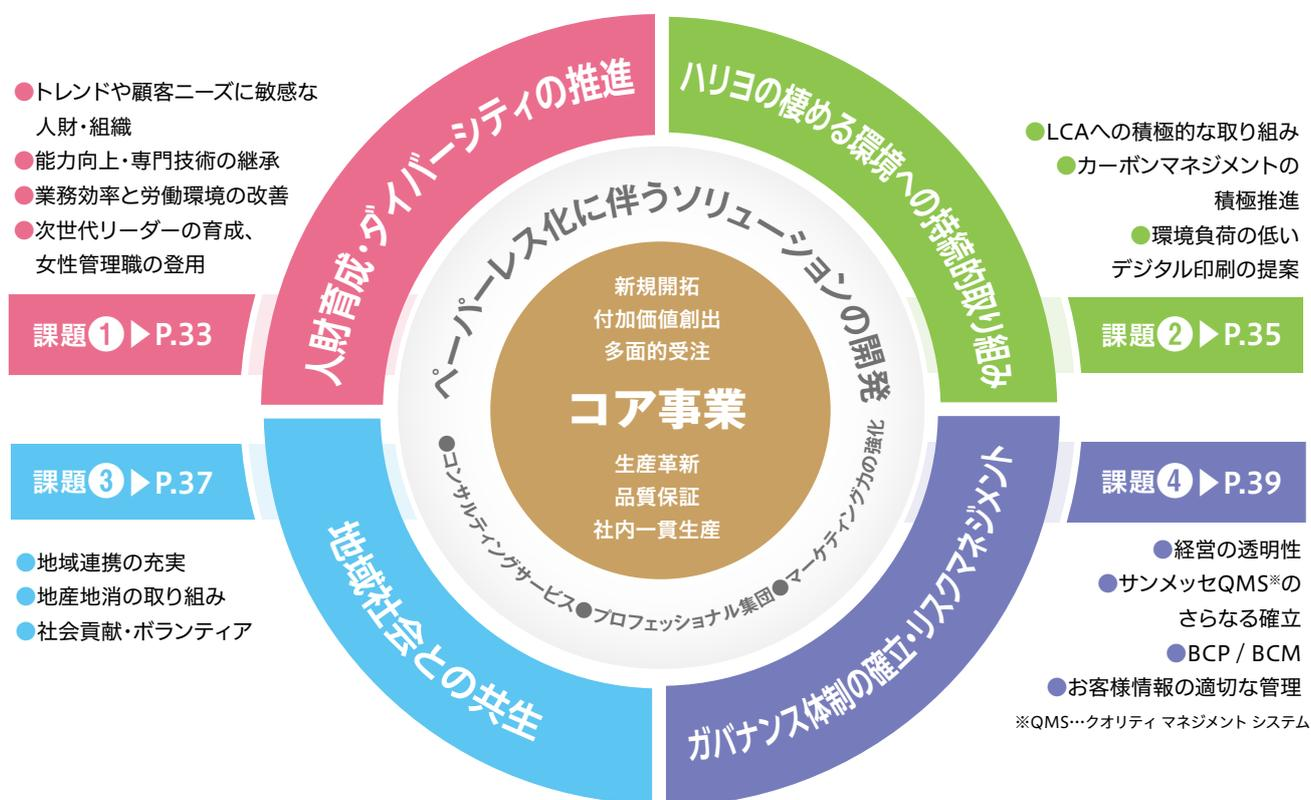 人財育成・ダイバーシティの推進
●トレンドや顧客ニーズに敏感な
人財・組織
●能力向上・専門技術の継承
●業務効率と労働環境の改善
●次世代リーダーの育成、
女性管理職の登用
課題1▶P.33
ハリヨの棲める環境への持続的取り組み
●LCAへの積極的な取り組み
●カーボンマネジメントの
積極推進
●環境負荷の低い
デジタル印刷の提案
課題2▶P.35
ペーパーレス化に伴うソリューションの開発
新規開拓
付加価値創出
多面的受注
コア事業
生産革新
品質保証
社内一貫生産
●コンサルティングサービス●プロフェッショナル集団●マーケティング力の強化
課題3▶P.37
地域社会との共生
●地域連携の充実
●地産地消の取り組み
●社会貢献・ボランティア
課題4▶P.39
ガバナンス体制の確立・リスクマネジメント
●経営の透明性
●サンメッセQMS※の
さらなる確立
●BCP / BCM
●お客様情報の適切な管理
※QMS…クオリティ マネジメント システム